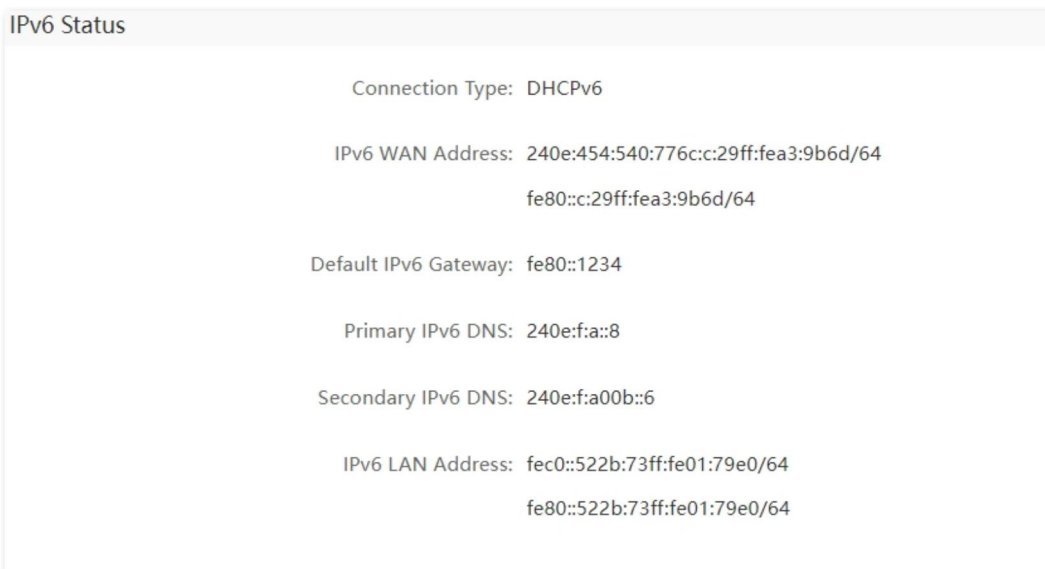 IPv6 Status
Connection Type: DHCPv6
IPv6 WAN Address: 240e:454:540:776c:c:29ff:fea3:9b6d/64
fe80::c:29ff:fea3:9b6d/64
Default IPv6 Gateway: fe80::1234
Primary IPv6 DNS: 240e:f:a::8
Secondary IPv6 DNS: 240e:f:a00b::6
IPv6 LAN Address: fec0::522b:73ff:fe01:79e0/64
fe80::522b:73ff:fe01:79e0/64